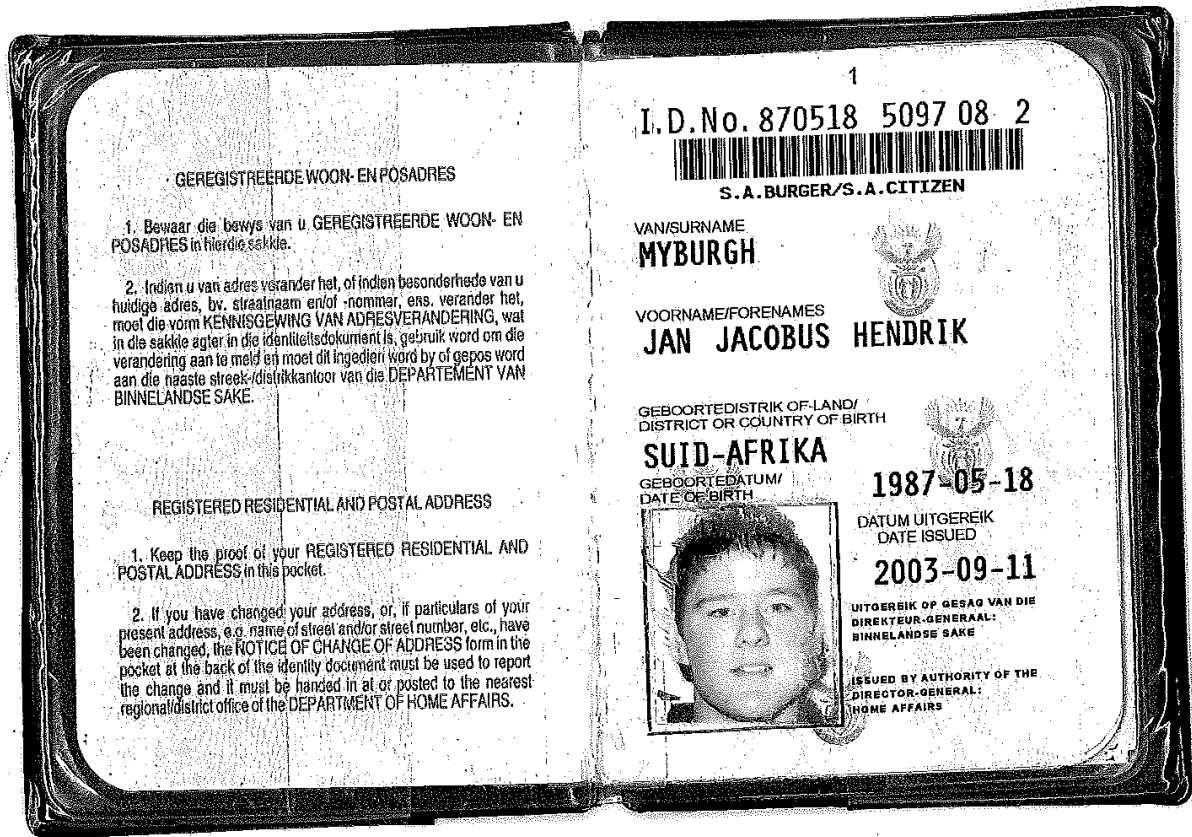 GEREGISTREERDE WOON- EN POSADRES
1. Bewaar die bewys van u GEREGISTREERDE WOON- EN
POSADRES in hierdie sakkie.
2. Indien u van adres verander het, of indien besonderhede van u
huidige adres, bv. straatnaam en/of -nommer, ens. verander het,
moet die vorm KENNISGEWING VAN ADRESVERANDERING, wat
in die sakkie agter in die identiteitsdokument is, gebruik word om die
verandering aan te meld en moet dit ingedien word by of gepos word
aan die naaste streek-/distrikkantoor van die DEPARTEMENT VAN
BINNELANDSE SAKE.
REGISTERED RESIDENTIAL AND POSTAL ADDRESS
1. Keep the proof of your REGISTERED RESIDENTIAL AND
POSTAL ADDRESS in this pocket.
2. If you have changed your address, or, if particulars of your
present address, e.g. name of street and/or street number, etc., have
been changed, the NOTICE OF CHANGE OF ADDRESS form in the
pocket at the back of the identity document must be used to report
the change and it must be handed in at or posted to the nearest
regional/district office of the DEPARTMENT OF HOME AFFAIRS.
1
I.D.No. 870518 5097 08 2
S.A.BURGER/S.A.CITIZEN
VAN/SURNAME
MYBURGH
VOORNAME/FORENAMES
JAN JACOBUS HENDRIK
GEBOORTEDISTRIK OF-LAND/
DISTRICT OR COUNTRY OF BIRTH
SUID-AFRIKA
GEBOORTEDATUM/
DATE OF BIRTH
1987-05-18
DATUM UITGEREIK
DATE ISSUED
2003-09-11
UITGEREIK OP GESAG VAN DIE
DIREKTEUR-GENERAAL:
BINNELANDSE SAKE
ISSUED BY AUTHORITY OF THE
DIRECTOR-GENERAL:
HOME AFFAIRS